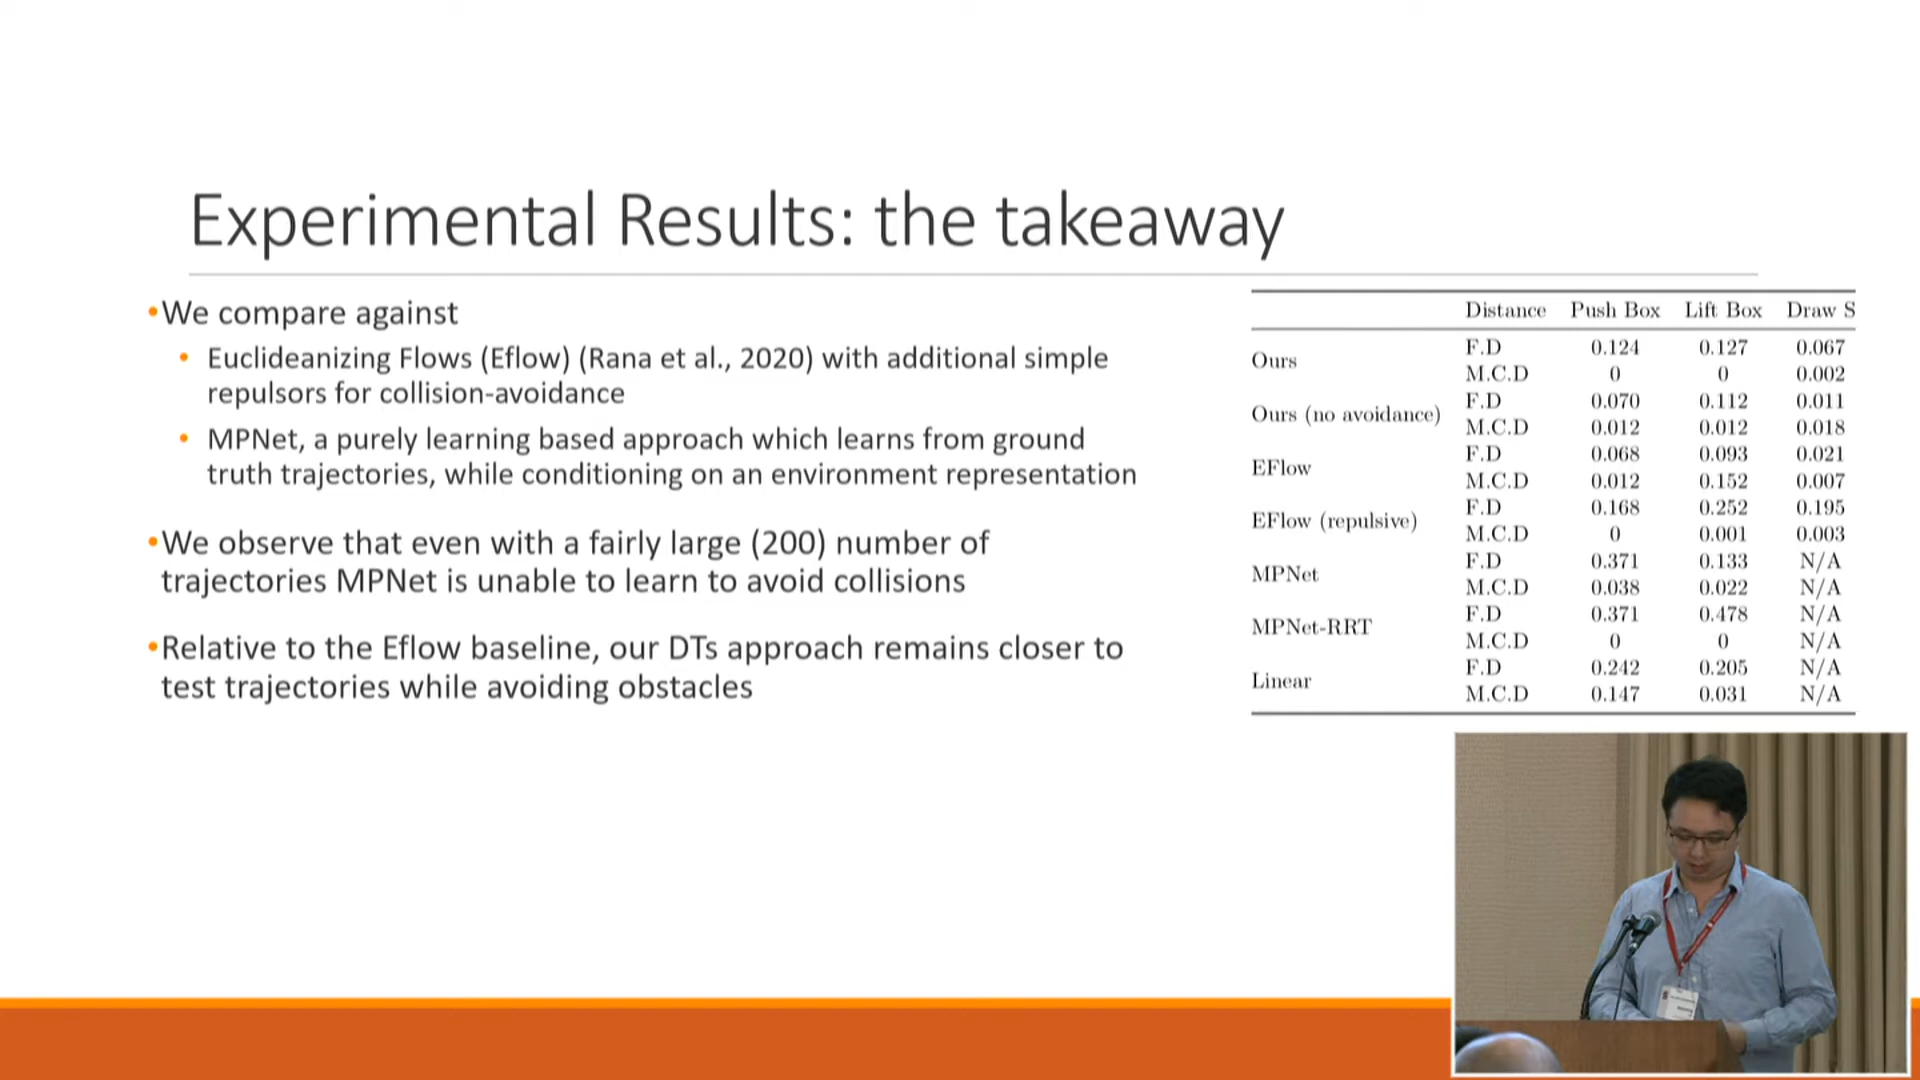 Experimental Results: the takeaway
•We compare against
• Euclideanizing Flows (Eflow) (Rana et al., 2020) with additional simple
repulsors for collision-avoidance
• MPNet, a purely learning based approach which learns from ground
truth trajectories, while conditioning on an environment representation
•We observe that even with a fairly large (200) number of
trajectories MPNet is unable to learn to avoid collisions
•Relative to the Eflow baseline, our DTs approach remains closer to
test trajectories while avoiding obstacles
Distance Push Box Lift Box Draw S
Ours F.D 0.124 0.127 0.067
M.C.D 0 0 0.002
Ours (no avoidance) F.D 0.070 0.112 0.011
M.C.D 0.012 0.012 0.018
EFlow F.D 0.068 0.093 0.021
M.C.D 0.012 0.152 0.007
EFlow (repulsive) F.D 0.168 0.252 0.195
M.C.D 0 0.001 0.003
MPNet F.D 0.371 0.133 N/A
M.C.D 0.038 0.022 N/A
MPNet-RRT F.D 0.371 0.478 N/A
M.C.D 0 0 N/A
Linear F.D 0.242 0.205 N/A
M.C.D 0.147 0.031 N/A